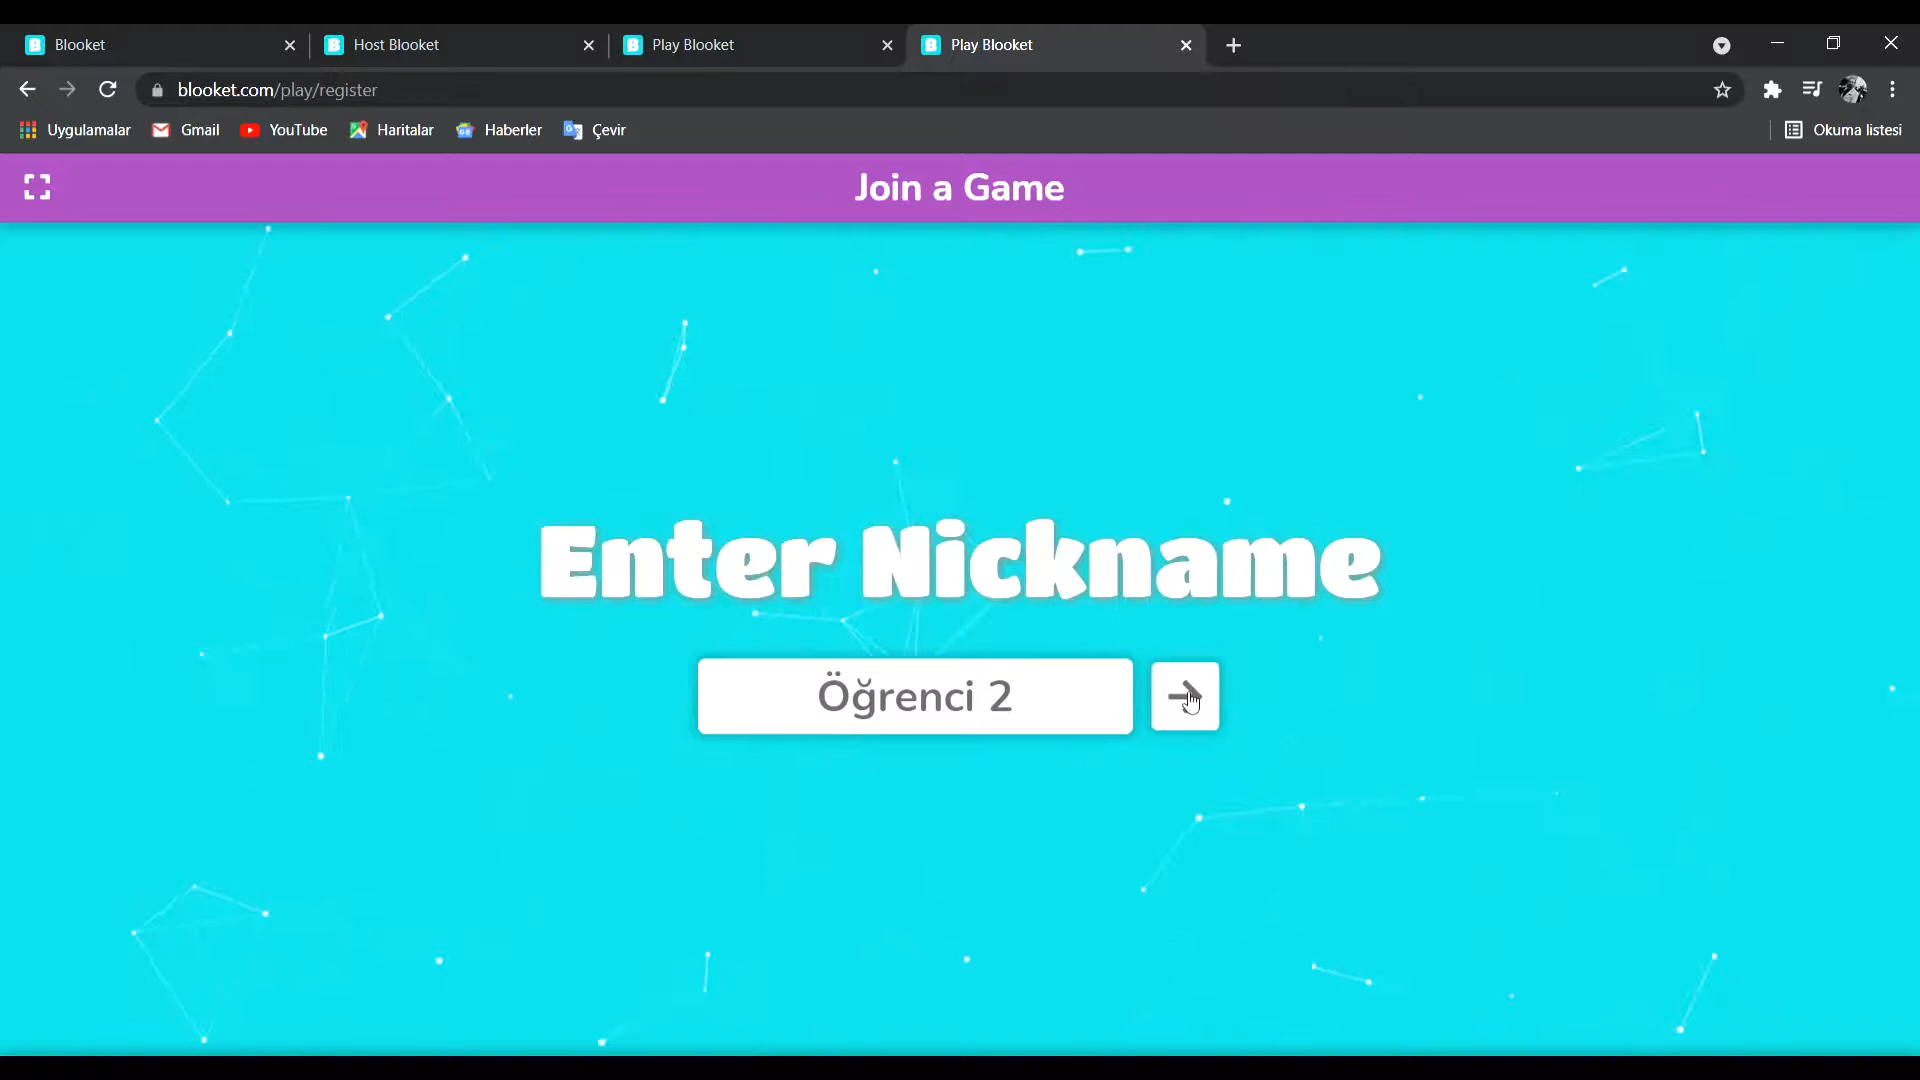 Blooket
Host Blooket
Play Blooket
Play Blooket
blooket.com/play/register
Uygulamalar
Gmail
YouTube
Haritalar
Haberler
Çevir
Okuma listesi
Join a Game
Enter Nickname
Öğrenci 2